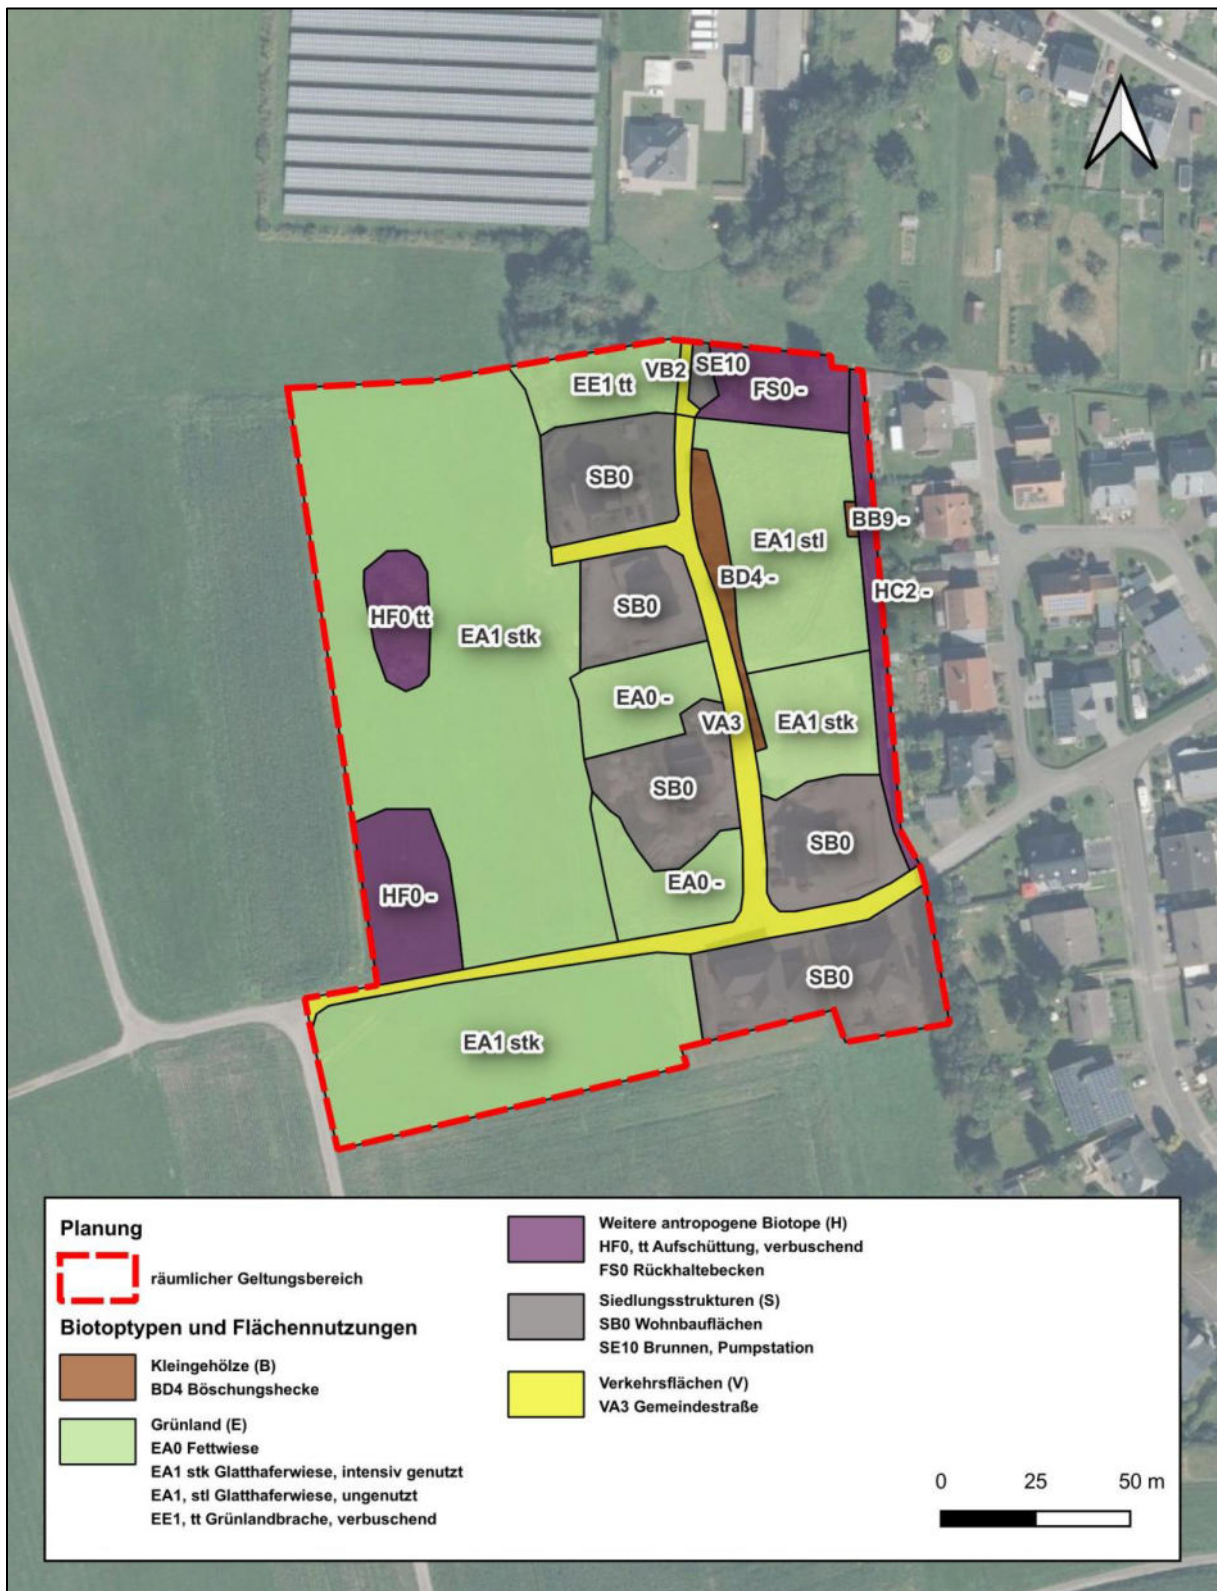 VB2
SE10
EE1 tt
FS0 -
SB0
BB9 -
EA1 stl
BD4 -
HC2 -
SB0
HF0 tt
EA1 stk
EA0 -
VA3
EA1 stk
SB0
SB0
EA0 -
HF0 -
SB0
EA1 stk
Planung
räumlicher Geltungsbereich
Biotoptypen und Flächennutzungen
Kleingehölze (B)
BD4 Böschungshecke
Grünland (E)
EA0 Fettwiese
EA1 stk Glatthaferwiese, intensiv genutzt
EA1, stl Glatthaferwiese, ungenutzt
EE1, tt Grünlandbrache, verbuschend
Weitere antropogene Biotope (H)
HF0, tt Aufschüttung, verbuschend
FS0 Rückhaltebecken
Siedlungsstrukturen (S)
SB0 Wohnbauflächen
SE10 Brunnen, Pumpstation
Verkehrsflächen (V)
VA3 Gemeindestraße
0 25 50 m